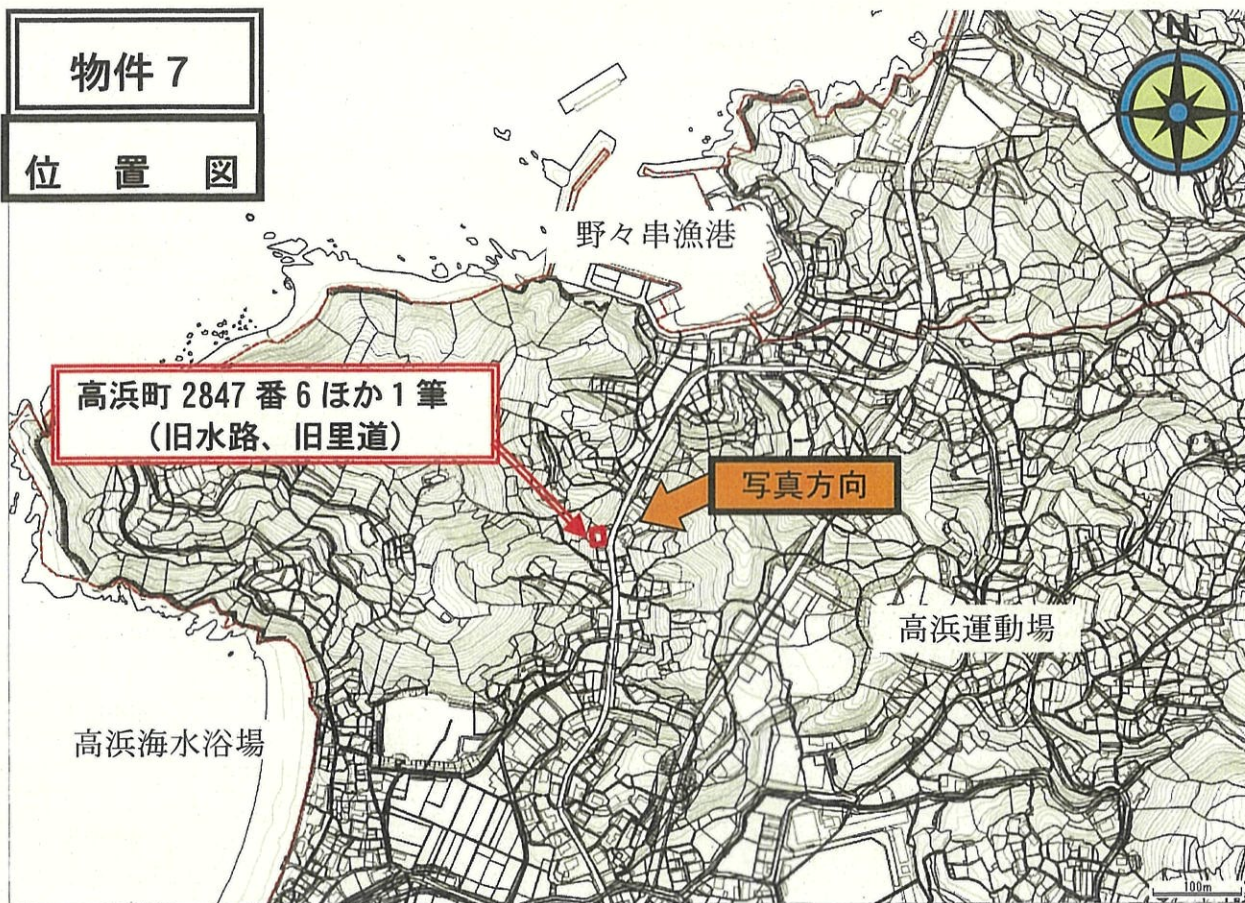 物件 7
位 置 図
N
野々串漁港
高浜町 2847 番 6 ほか 1 筆
（旧水路、旧里道）
写真方向
高浜運動場
高浜海水浴場
100m